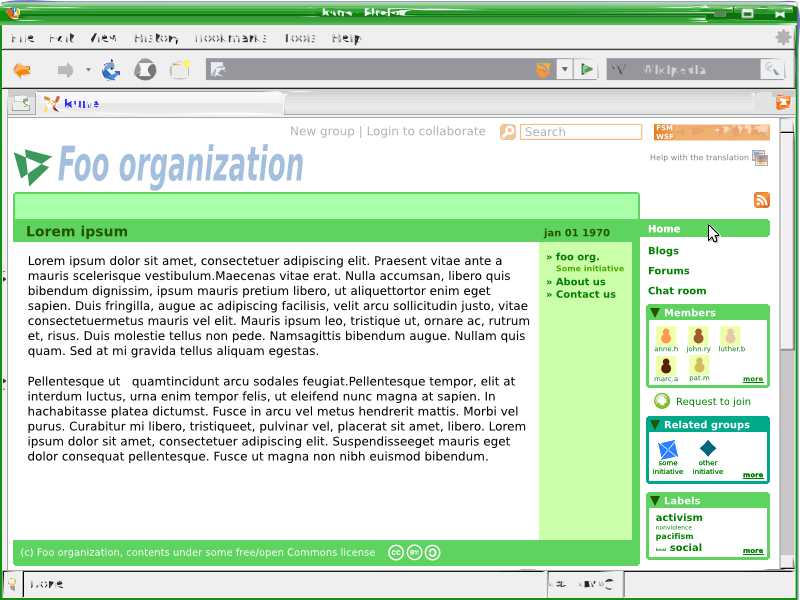 kune - Firefox
File Edit View History Bookmarks Tools Help
Wikipedia
kune
New group | Login to collaborate
Search
FSM
WSF
Foo organization
Help with the translation
Lorem ipsum
jan 01 1970
Home
Blogs
Forums
Chat room
Lorem ipsum dolor sit amet, consectetuer adipiscing elit. Praesent vitae ante a
mauris scelerisque vestibulum.Maecenas vitae erat. Nulla accumsan, libero quis
bibendum dignissim, ipsum mauris pretium libero, ut aliquettortor enim eget
sapien. Duis fringilla, augue ac adipiscing facilisis, velit arcu sollicitudin justo, vitae
consectetuermetus mauris vel elit. Mauris ipsum leo, tristique ut, ornare ac, rutrum
et, risus. Duis molestie tellus non pede. Namsagittis bibendum augue. Nullam quis
quam. Sed at mi gravida tellus aliquam egestas.
Pellentesque ut quamtincidunt arcu sodales feugiat.Pellentesque tempor, elit at
interdum luctus, urna enim tempor felis, ut eleifend nunc magna at sapien. In
hachabitasse platea dictumst. Fusce in arcu vel metus hendrerit mattis. Morbi vel
purus. Curabitur mi libero, tristiqueet, pulvinar vel, placerat sit amet, libero. Lorem
ipsum dolor sit amet, consectetuer adipiscing elit. Suspendisseeget mauris eget
dolor consequat pellentesque. Fusce ut magna non nibh euismod bibendum.
» foo org.
Some initiative
» About us
» Contact us
Members
anne.h john.ry luther.b
marc.a pat.m
more
Request to join
Related groups
some initiative
other initiative
more
Labels
activism
nonviolence
pacifism
local social
more
(c) Foo organization, contents under some free/open Commons license
cc BY: